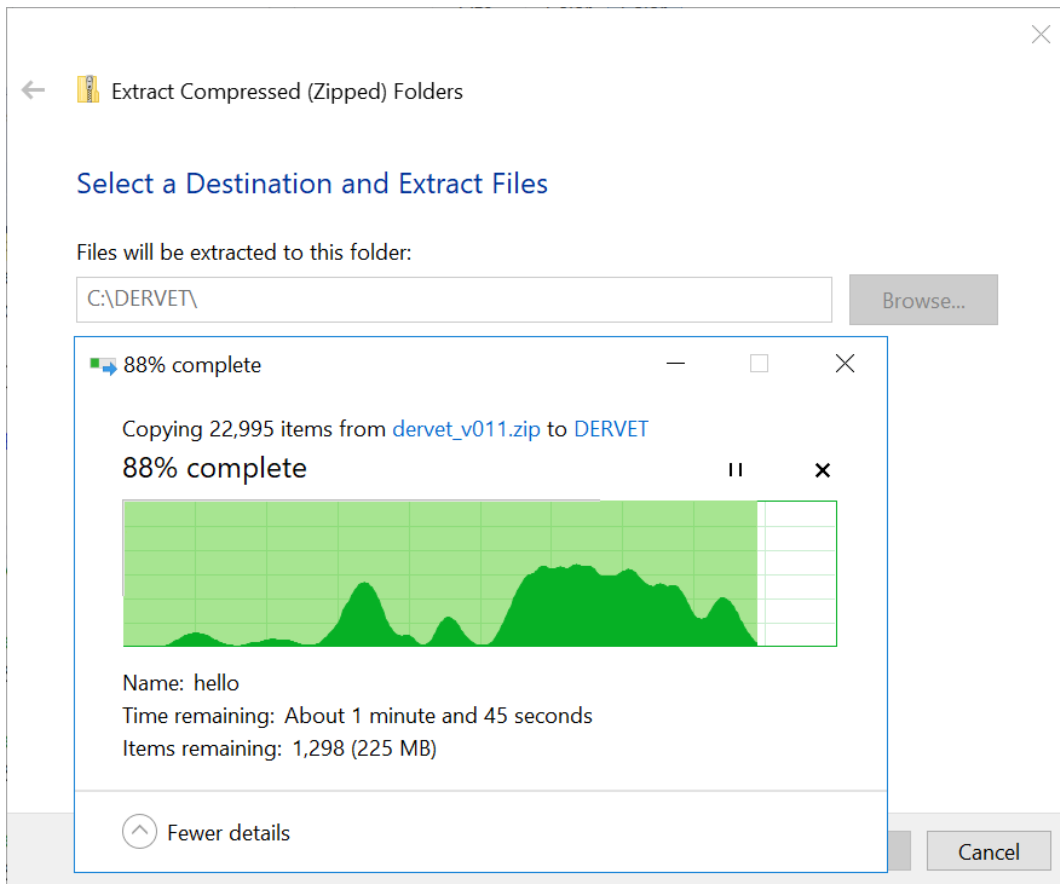 Extract Compressed (Zipped) Folders
Select a Destination and Extract Files
Files will be extracted to this folder:
C:\DERVET\
Browse...
88% complete
Copying 22,995 items from dervet_v011.zip to DERVET
88% complete
Name: hello
Time remaining: About 1 minute and 45 seconds
Items remaining: 1,298 (225 MB)
Fewer details
Cancel